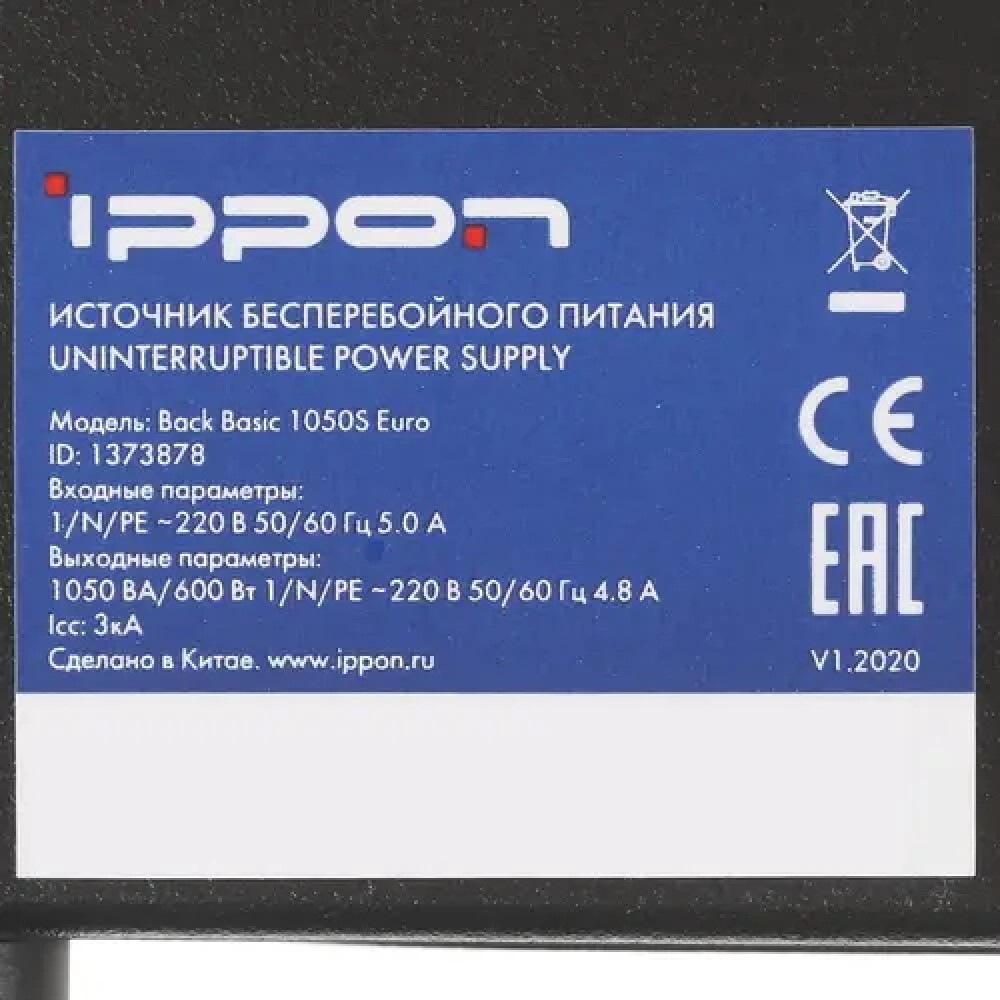 ippon
ИСТОЧНИК БЕСПЕРЕБОЙНОГО ПИТАНИЯ
UNINTERRUPTIBLE POWER SUPPLY
Модель: Back Basic 1050S Euro
ID: 1373878
Входные параметры:
1/N/PE ~220 В 50/60 Гц 5.0 А
Выходные параметры:
1050 ВА/600 Вт 1/N/PE ~220 В 50/60 Гц 4.8 А
Icc: 3кА
Сделано в Китае. www.ippon.ru
CE
EAC
V1.2020